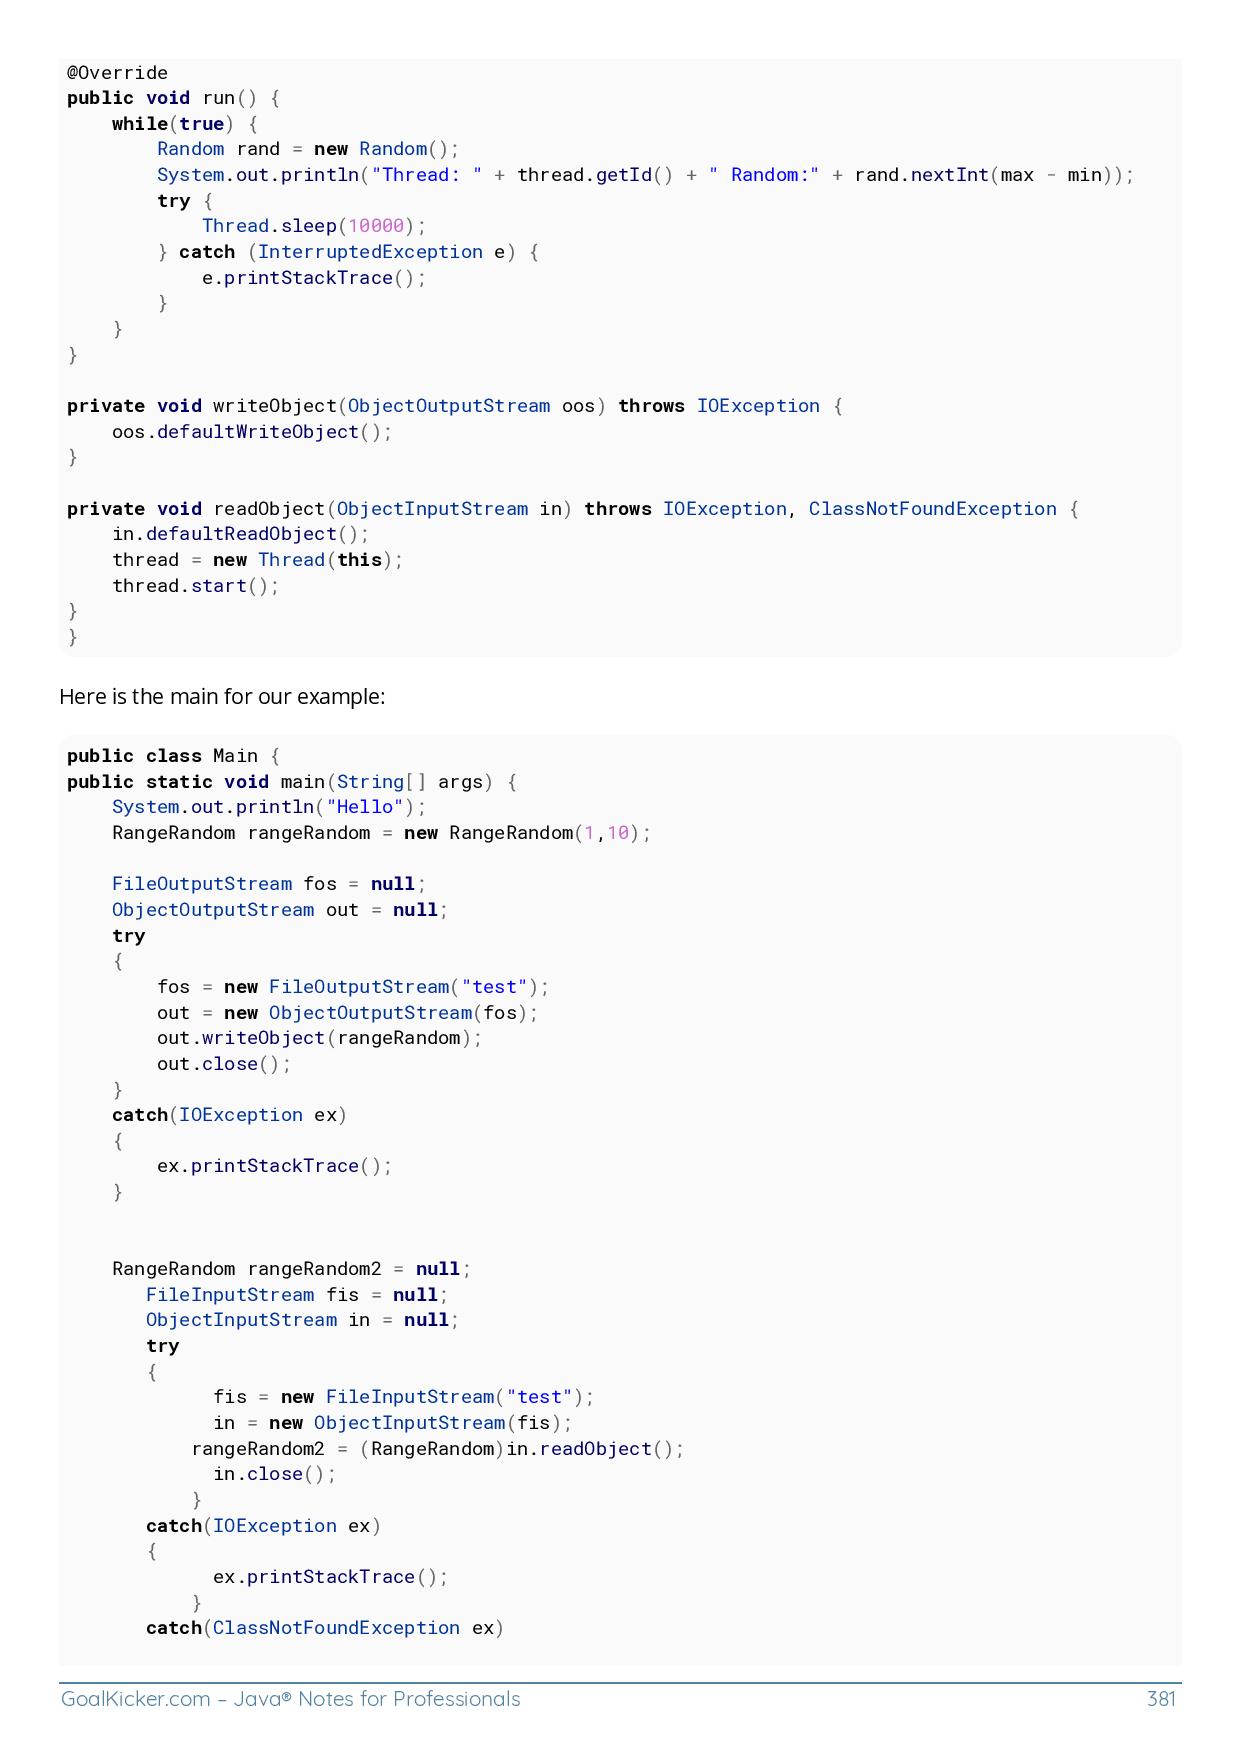 @Override
public void run() {
    while(true) {
        Random rand = new Random();
        System.out.println("Thread: " + thread.getId() + " Random:" + rand.nextInt(max - min));
        try {
            Thread.sleep(10000);
        } catch (InterruptedException e) {
            e.printStackTrace();
        }
    }
}

private void writeObject(ObjectOutputStream oos) throws IOException {
    oos.defaultWriteObject();
}

private void readObject(ObjectInputStream in) throws IOException, ClassNotFoundException {
    in.defaultReadObject();
    thread = new Thread(this);
    thread.start();
}
}

Here is the main for our example:

public class Main {
public static void main(String[] args) {
    System.out.println("Hello");
    RangeRandom rangeRandom = new RangeRandom(1,10);

    FileOutputStream fos = null;
    ObjectOutputStream out = null;
    try
    {
        fos = new FileOutputStream("test");
        out = new ObjectOutputStream(fos);
        out.writeObject(rangeRandom);
        out.close();
    }
    catch(IOException ex)
    {
        ex.printStackTrace();
    }


    RangeRandom rangeRandom2 = null;
       FileInputStream fis = null;
       ObjectInputStream in = null;
       try
       {
             fis = new FileInputStream("test");
             in = new ObjectInputStream(fis);
           rangeRandom2 = (RangeRandom)in.readObject();
             in.close();
           }
       catch(IOException ex)
       {
             ex.printStackTrace();
           }
       catch(ClassNotFoundException ex)

GoalKicker.com – Java® Notes for Professionals 381